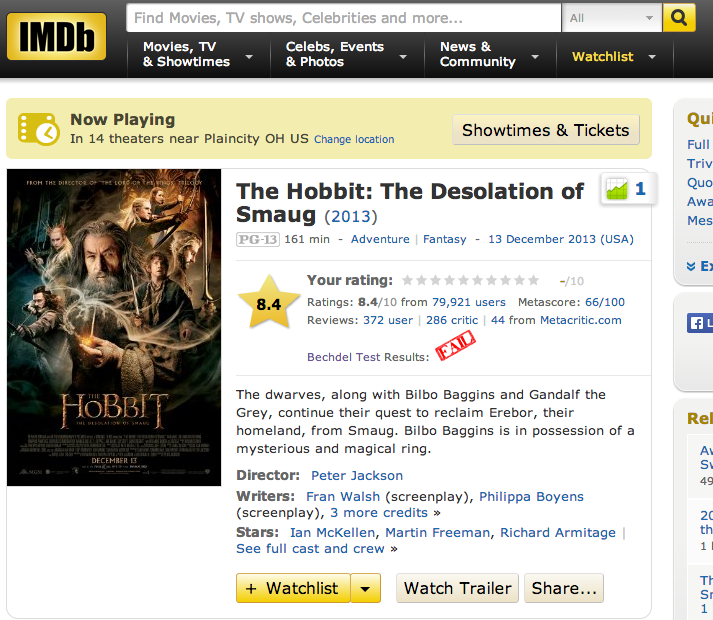 IMDb
Find Movies, TV shows, Celebrities and more...
All
Movies, TV
& Showtimes
Celebs, Events
& Photos
News &
Community
Watchlist
Now Playing
In 14 theaters near Plaincity OH US Change location
Showtimes & Tickets
FROM THE DIRECTOR OF THE LORD OF THE RINGS TRILOGY
THE
HOBBIT
THE DESOLATION OF SMAUG
DECEMBER 13
The Hobbit: The Desolation of
Smaug (2013)
1
PG-13 161 min - Adventure | Fantasy - 13 December 2013 (USA)
8.4
Your rating: -/10
Ratings: 8.4/10 from 79,921 users Metascore: 66/100
Reviews: 372 user | 286 critic | 44 from Metacritic.com
Bechdel Test Results: FAIL
The dwarves, along with Bilbo Baggins and Gandalf the
Grey, continue their quest to reclaim Erebor, their
homeland, from Smaug. Bilbo Baggins is in possession of a
mysterious and magical ring.
Director: Peter Jackson
Writers: Fran Walsh (screenplay), Philippa Boyens
(screenplay), 3 more credits »
Stars: Ian McKellen, Martin Freeman, Richard Armitage |
See full cast and crew »
+ Watchlist
Watch Trailer
Share...
Qui
Full
Triv
Quo
Awa
Mes
Ex
L
Rel
Aw
Sw
49
20
th
1
Th
Sr
1